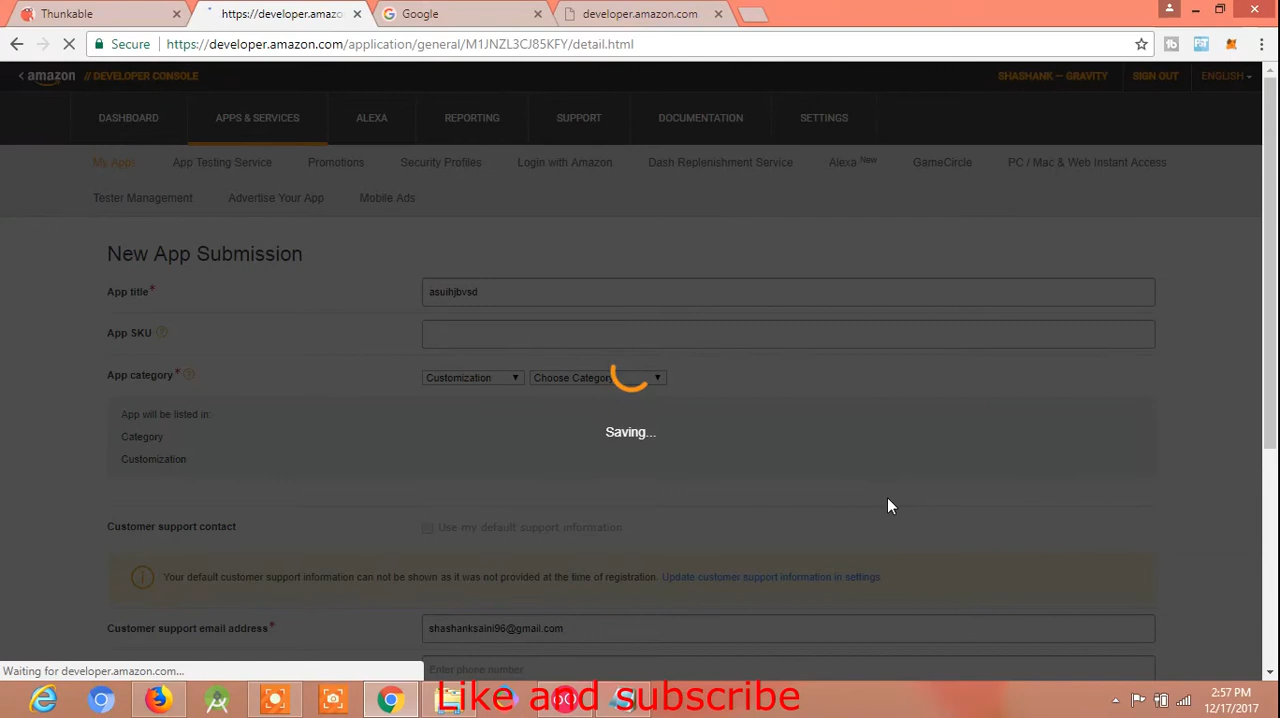 Thunkable
https://developer.amazo
Google
developer.amazon.com
Secure
https://developer.amazon.com/application/general/M1JNZL3CJ85KFY/detail.html
amazon // DEVELOPER CONSOLE
SHASHANK — GRAVITY
SIGN OUT
ENGLISH
DASHBOARD
APPS & SERVICES
ALEXA
REPORTING
SUPPORT
DOCUMENTATION
SETTINGS
My Apps
App Testing Service
Promotions
Security Profiles
Login with Amazon
Dash Replenishment Service
Alexa New
GameCircle
PC / Mac & Web Instant Access
Tester Management
Advertise Your App
Mobile Ads
New App Submission
App title*
asuihjbvsd
App SKU ?
App category* ?
Customization
Choose Category
App will be listed in:
Category
Customization
Saving...
Customer support contact
Use my default support information
Your default customer support information can not be shown as it was not provided at the time of registration. Update customer support information in settings
Customer support email address*
shashanksaini96@gmail.com
Enter phone number
Waiting for developer.amazon.com...
Like and subscribe
2:57 PM
12/17/2017